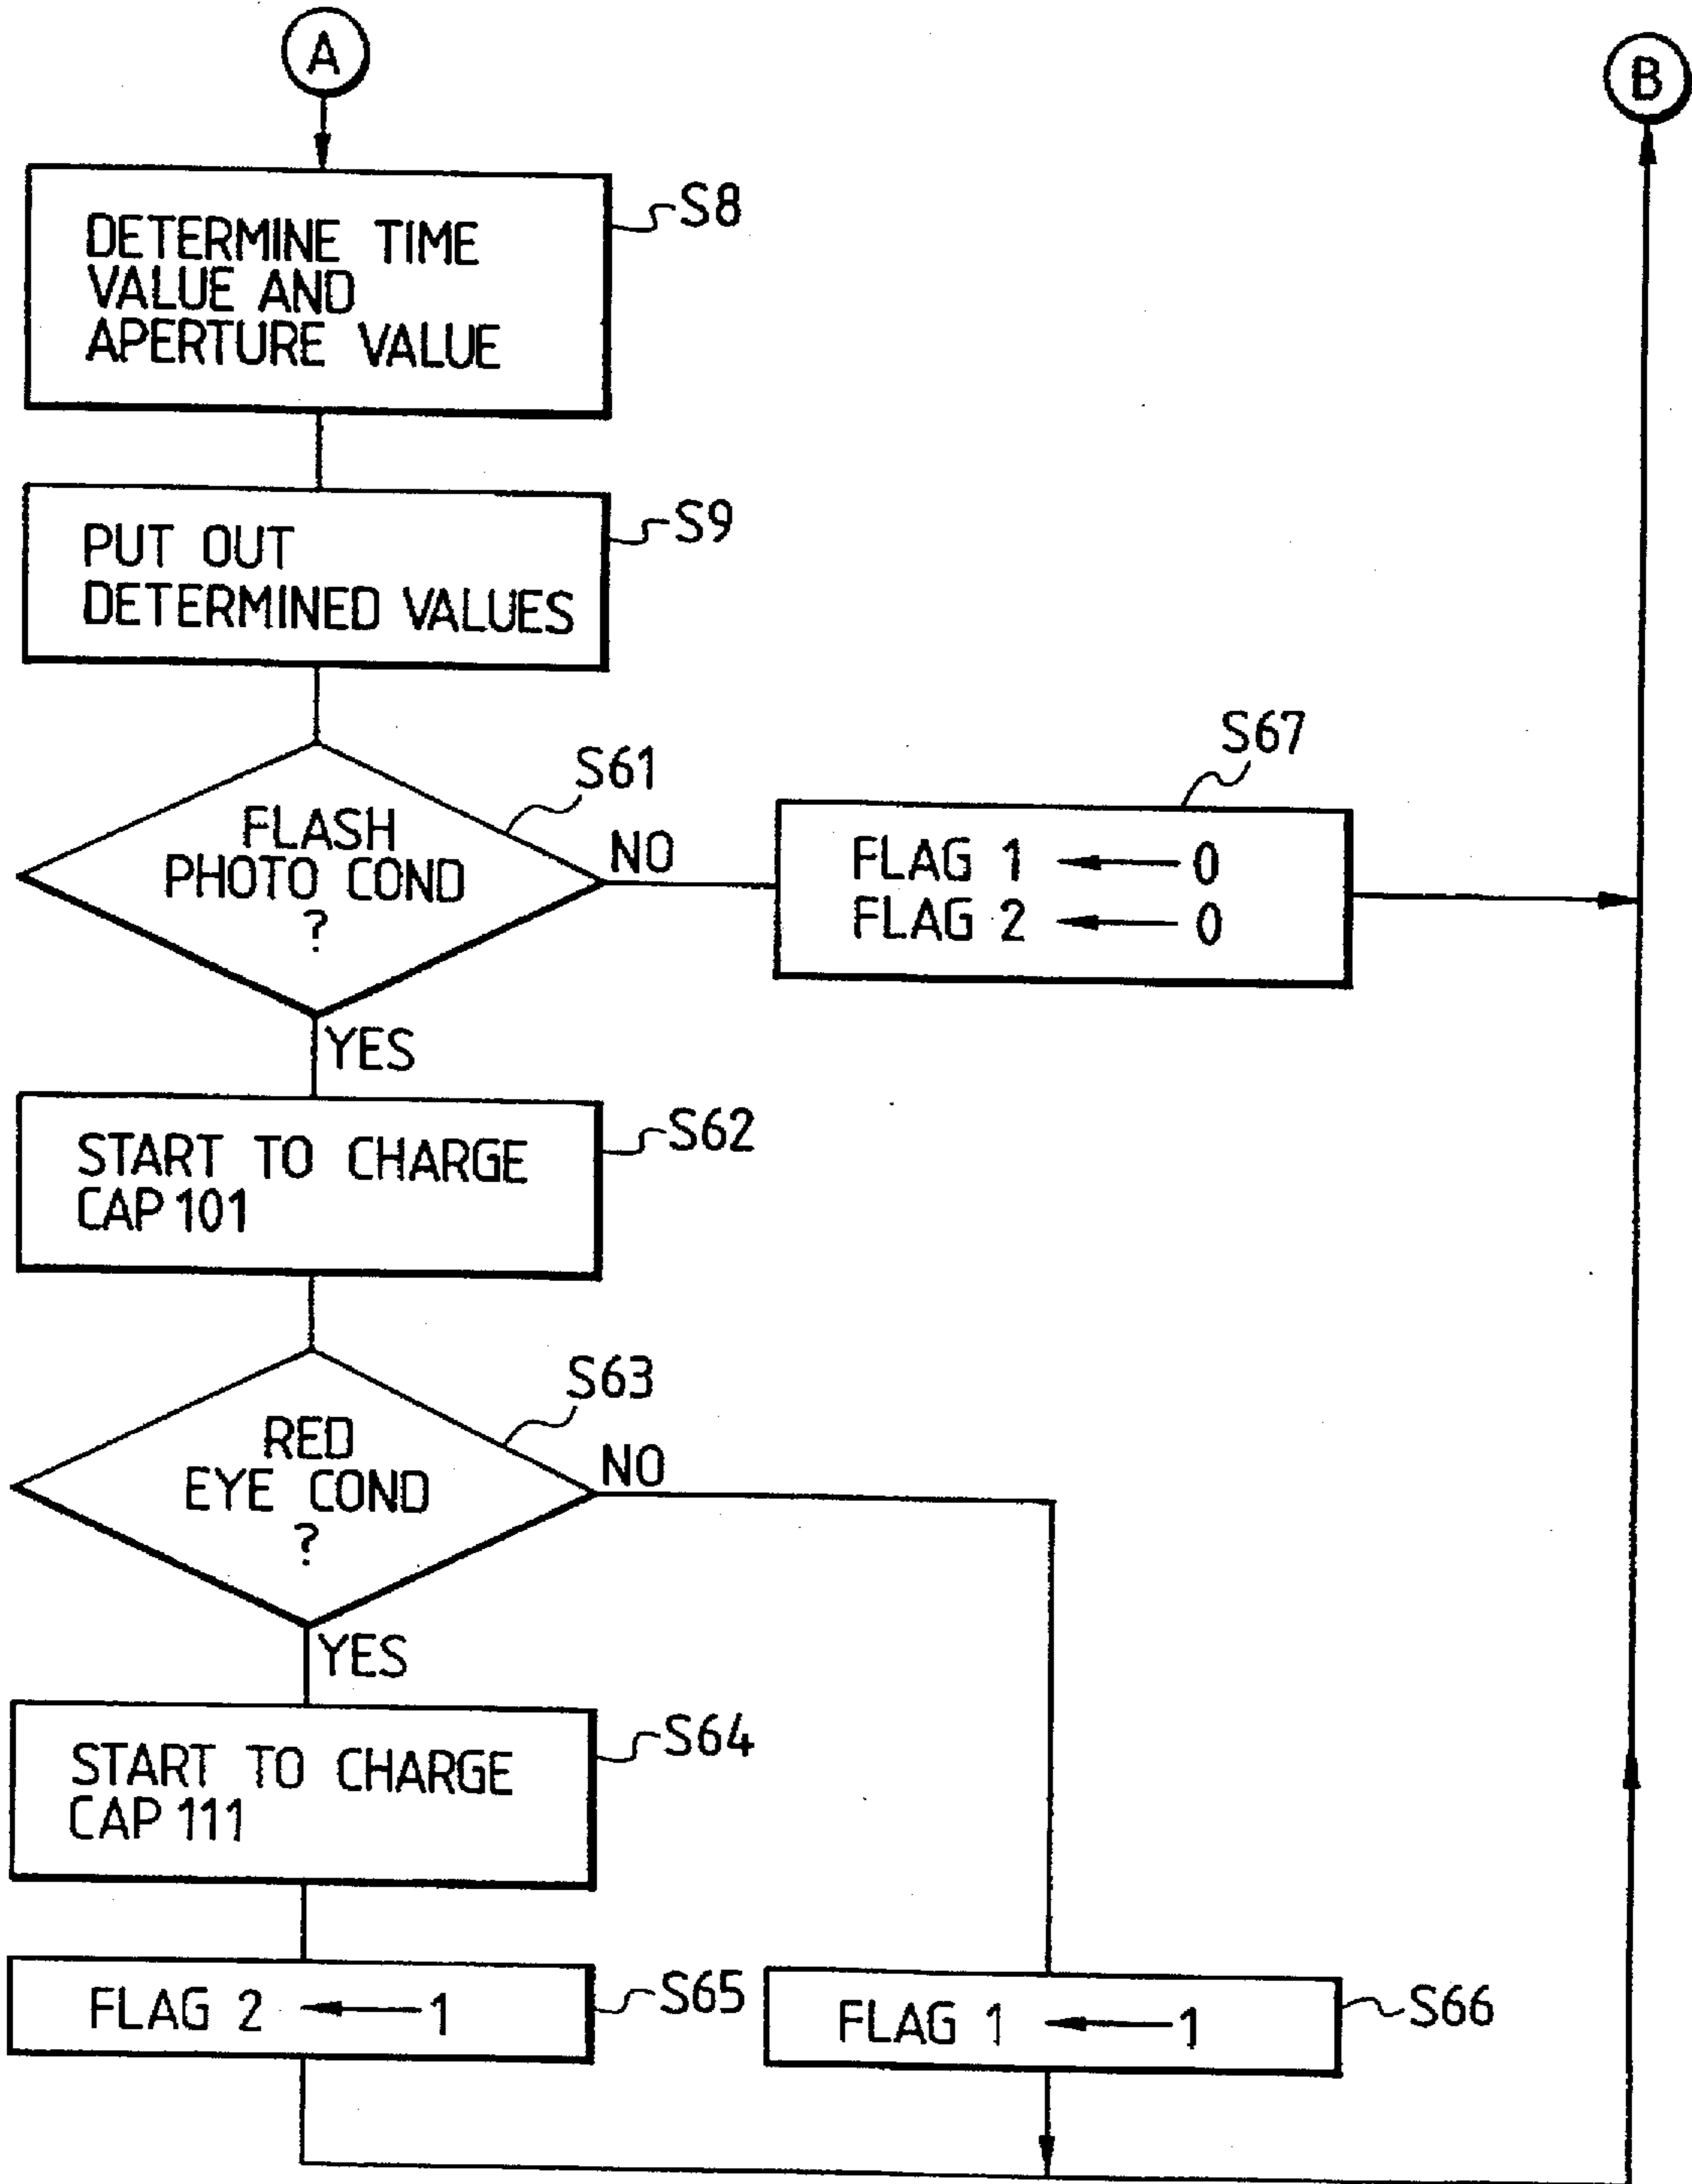 A
B
DETERMINE TIME
VALUE AND
APERTURE VALUE
S8
PUT OUT
DETERMINED VALUES
S9
FLASH
PHOTO COND
?
S61
NO
YES
FLAG 1 ← 0
FLAG 2 ← 0
S67
START TO CHARGE
CAP 101
S62
RED
EYE COND
?
S63
NO
YES
START TO CHARGE
CAP 111
S64
FLAG 2 ← 1
S65
FLAG 1 ← 1
S66